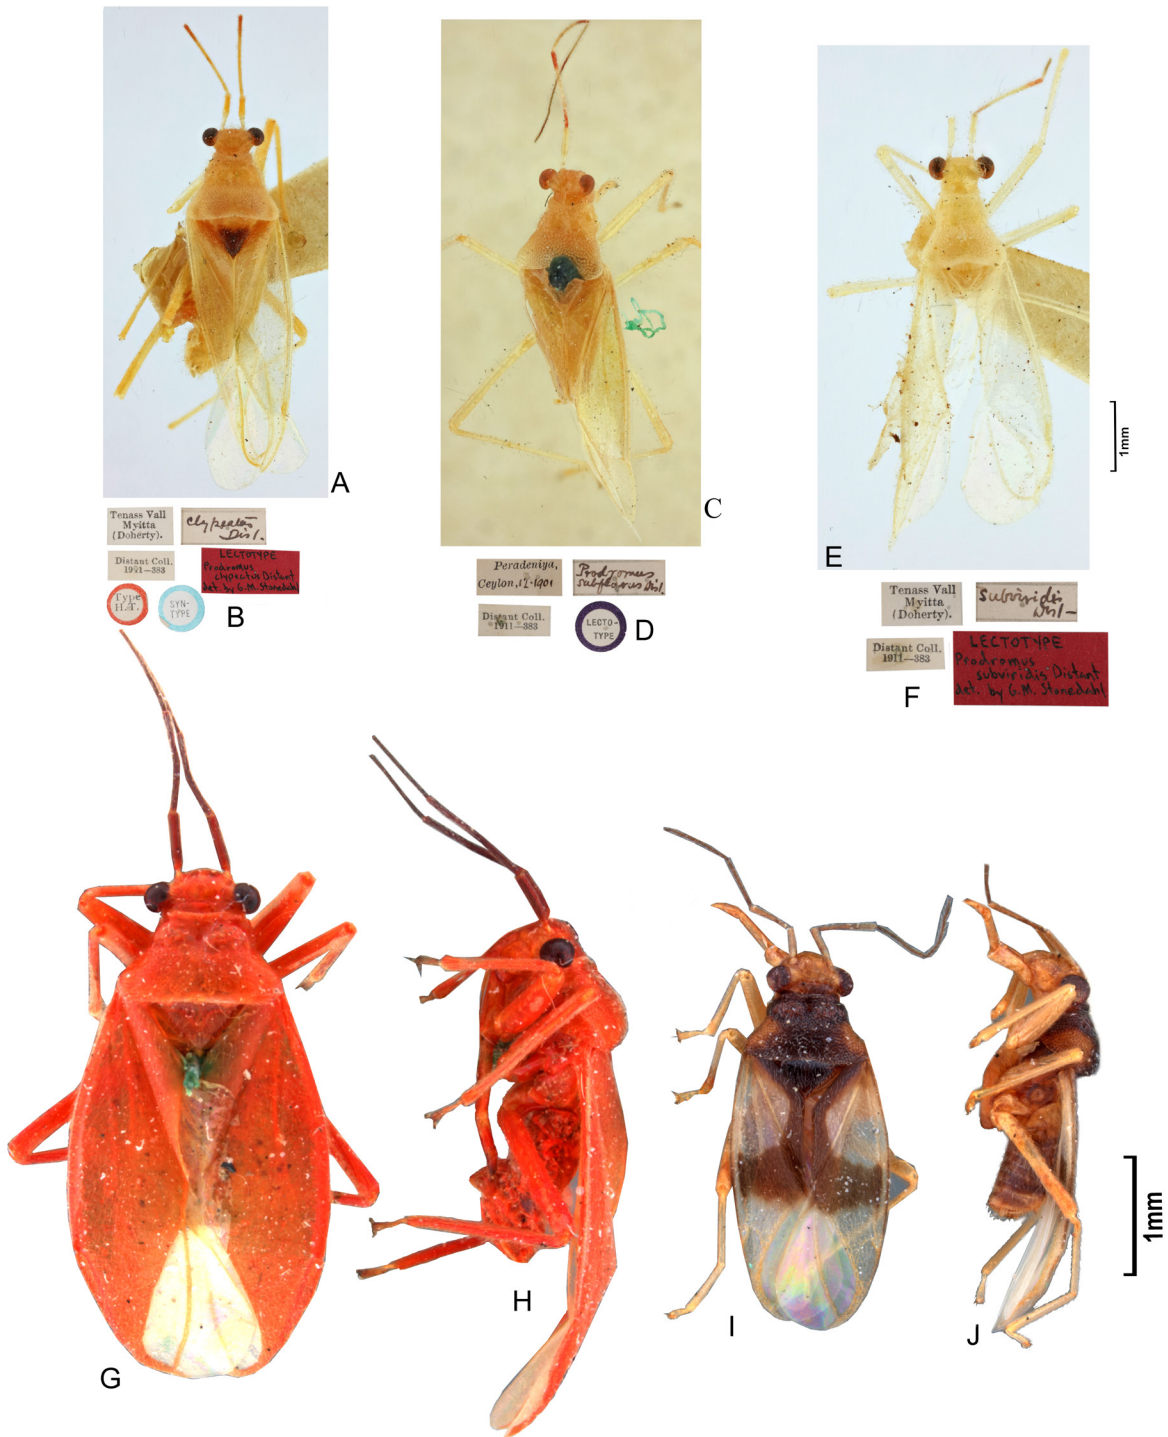 A
Tenass Vall
Myitta
(Doherty).
clypeatus
Dist.
Distant Coll.
1911—383
LECTOTYPE
Prodromus
clypeatus Distant
det. by G.M. Stonedahl
Type
H.T.
SYN-
TYPE
B
C
Peradeniya,
Ceylon, 12·1901
Prodromus
subflavus Dist.
Distant Coll.
1911—383
LECTO-
TYPE
D
E
1mm
Tenass Vall
Myitta
(Doherty).
subviridis
Dist—
Distant Coll.
1911—383
LECTOTYPE
Prodromus
subviridis Distant
det. by G.M. Stonedahl
F
G
H
I
J
1mm